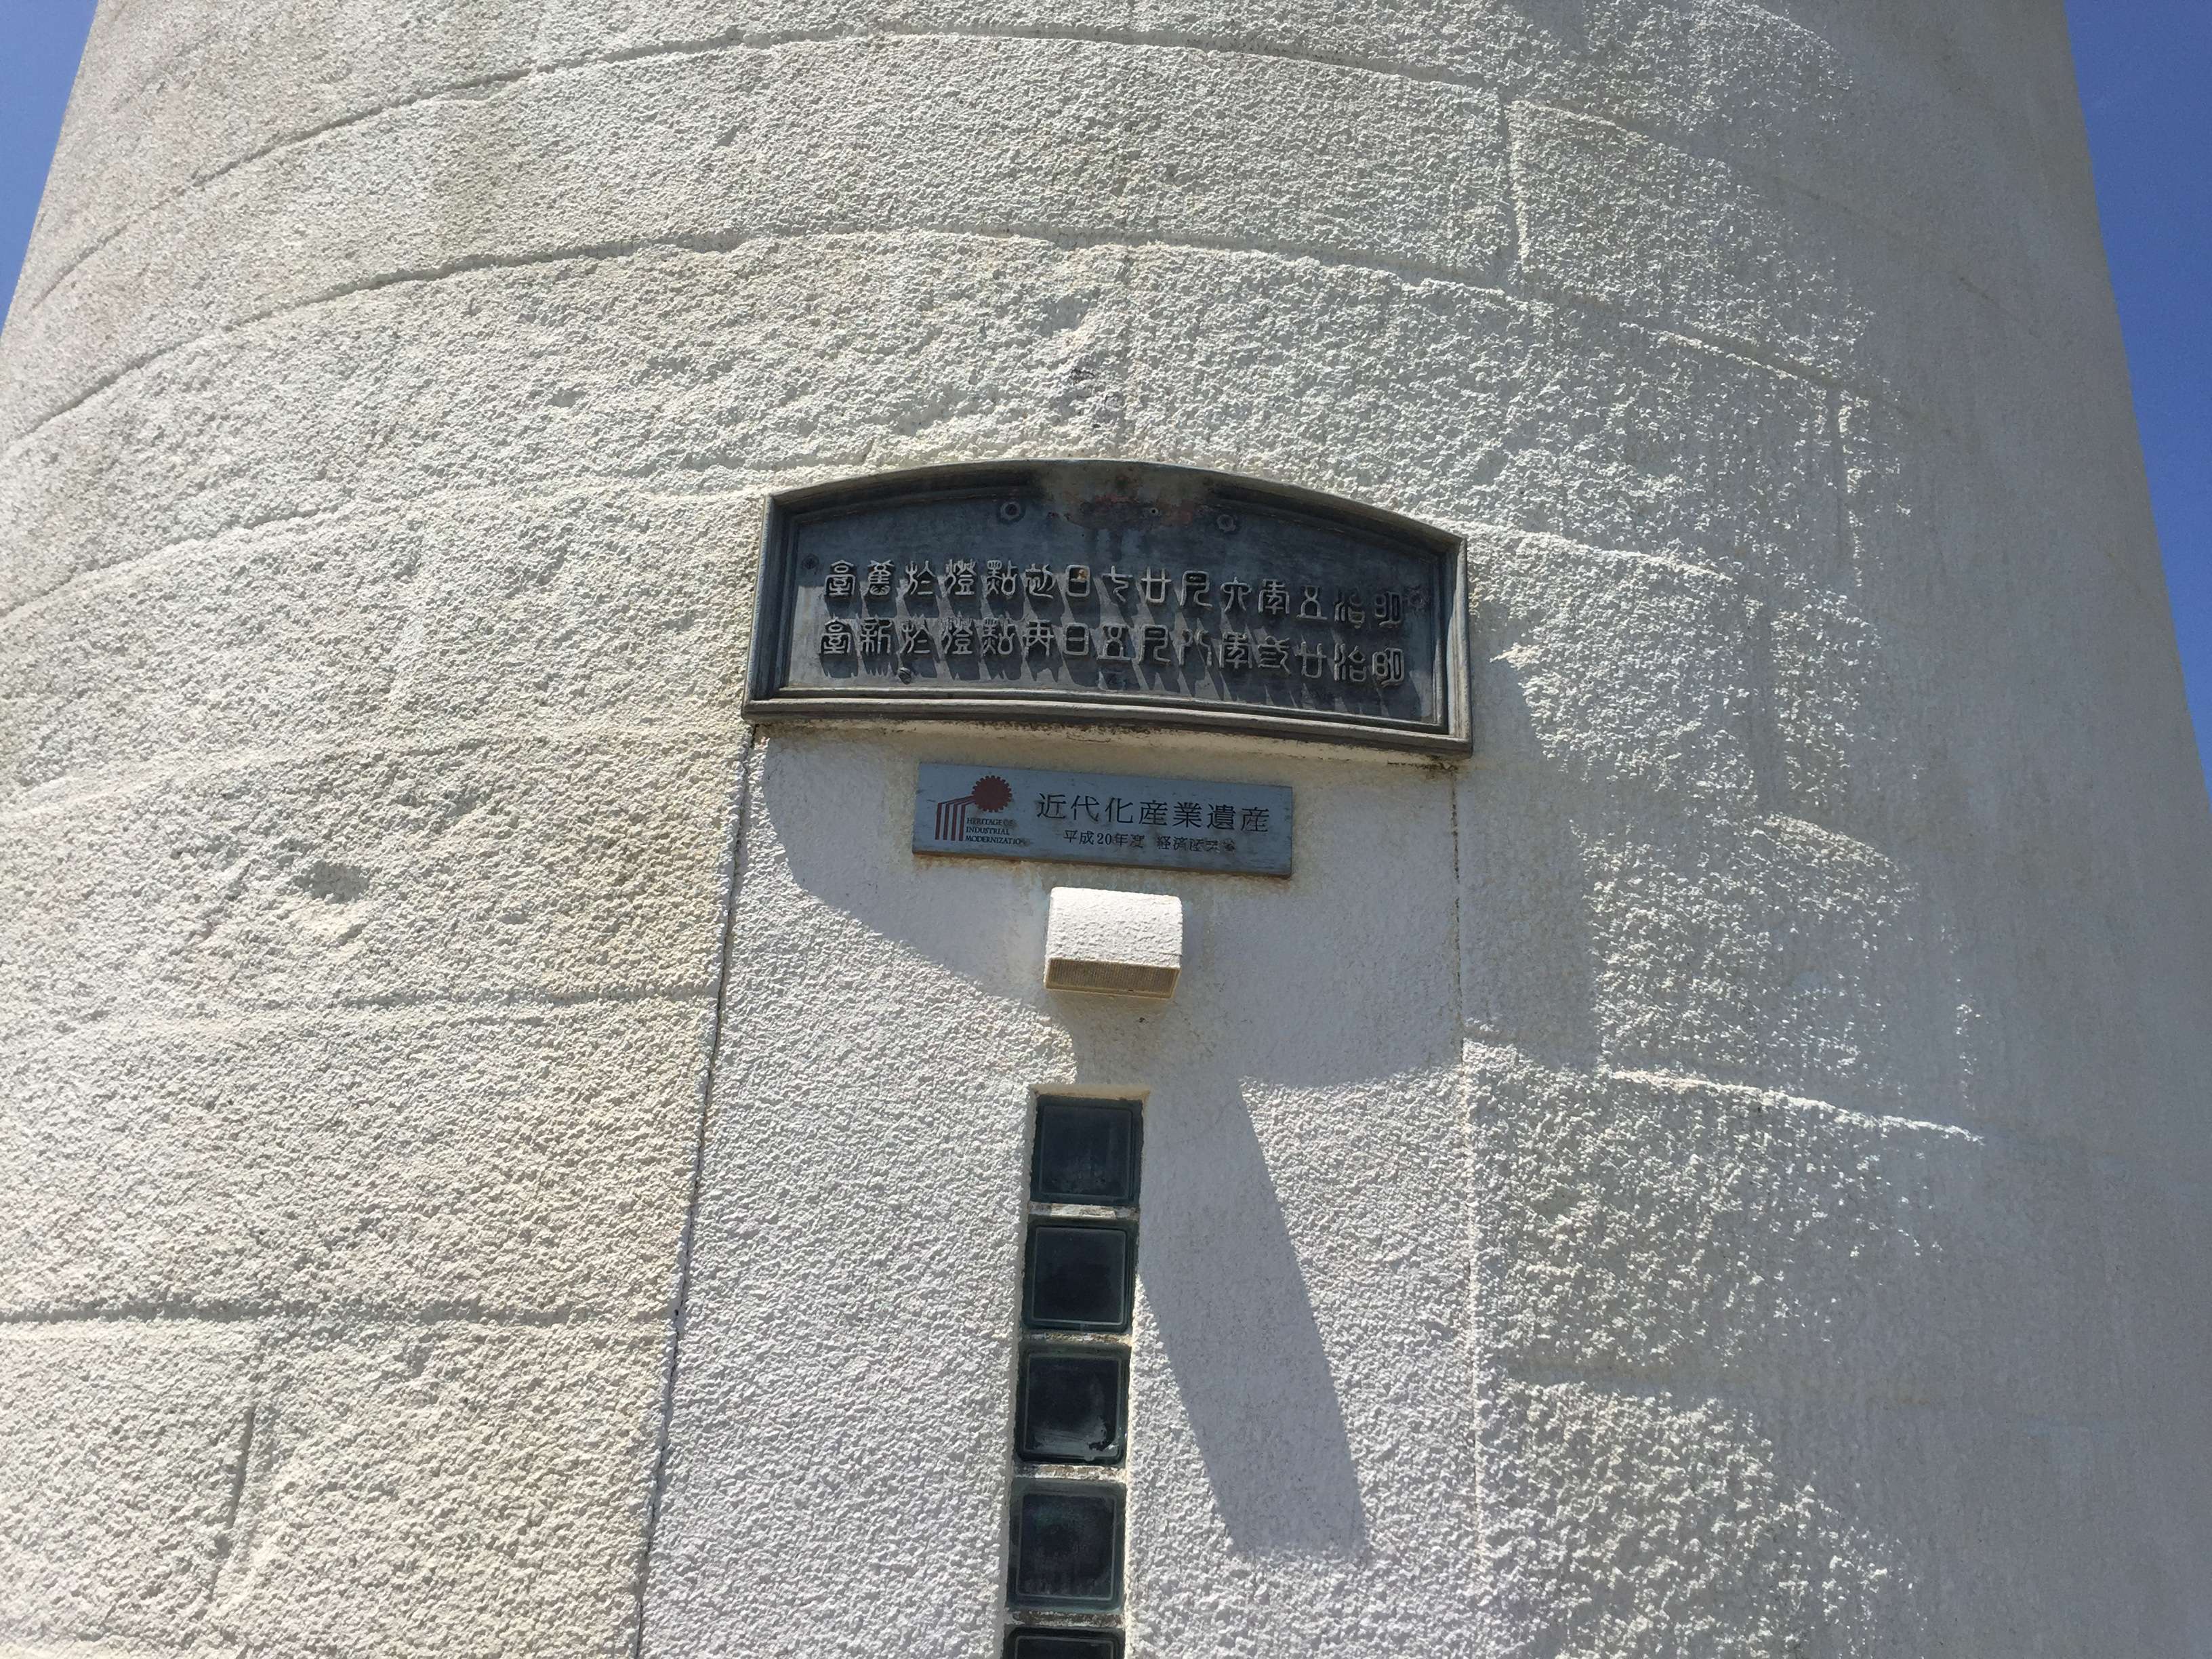 明治五年六月廿七日初點燈於舊臺
明治廿弎年八月五日再點燈於新臺
HERITAGE OF
INDUSTRIAL
MODERNIZATION
近代化産業遺産
平成20年度 経済産業省